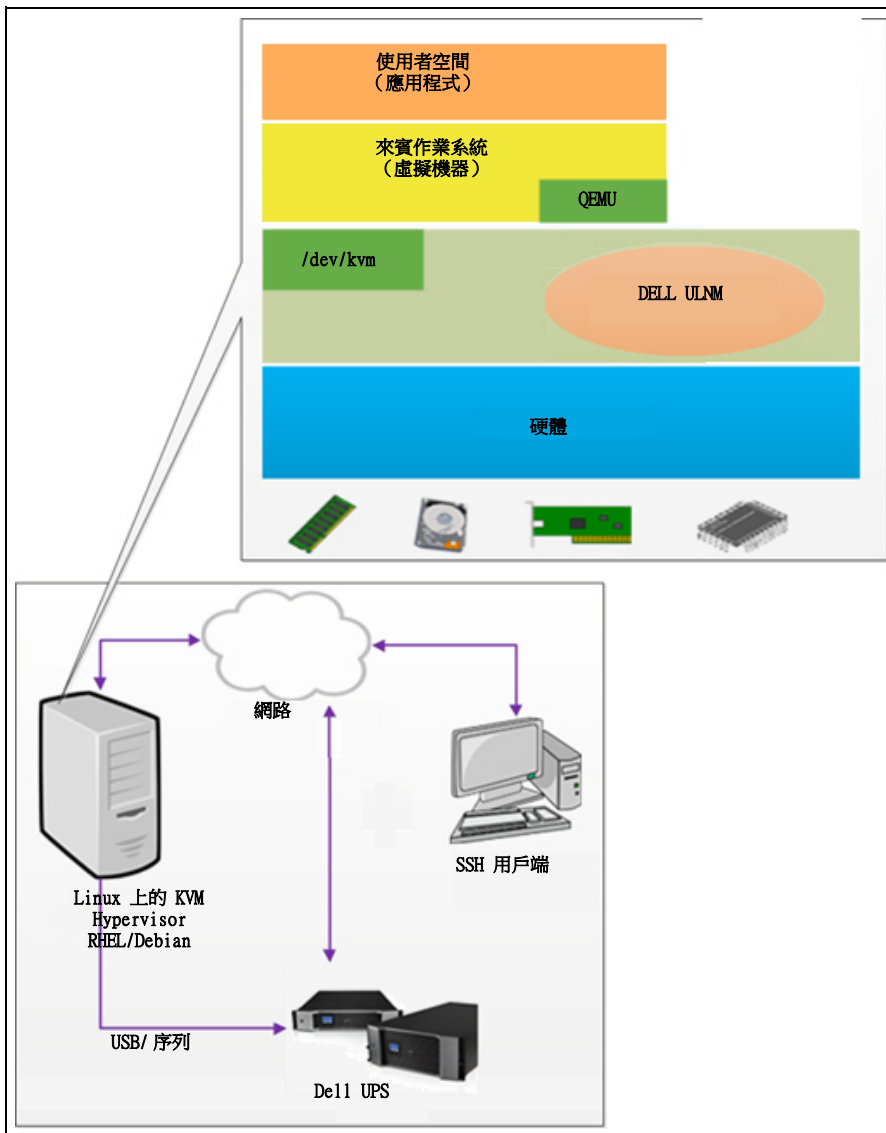 使用者空間
（應用程式）
來賓作業系統
（虛擬機器）
QEMU
/dev/kvm
DELL ULNM
硬體
網路
SSH 用戶端
Linux 上的 KVM
Hypervisor
RHEL/Debian
USB/ 序列
Dell UPS